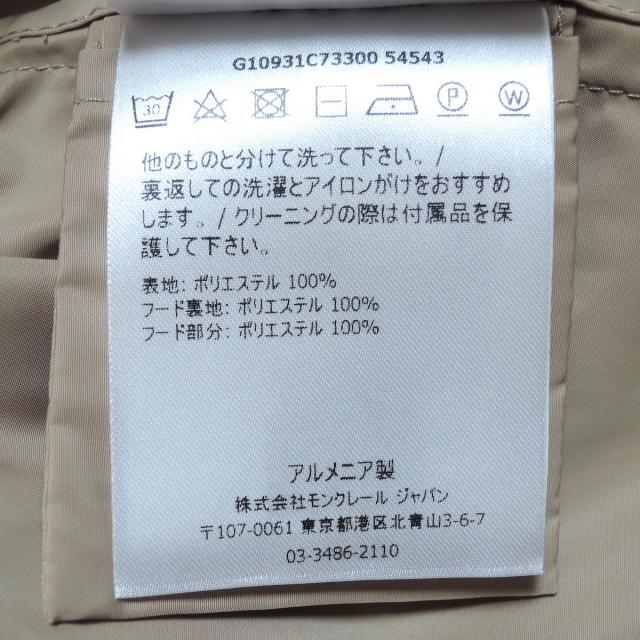 G10931C73300 54543
30 P W
他のものと分けて洗って下さい。/
裏返しての洗濯とアイロンがけをおすすめ
します。/ クリーニングの際は付属品を保
護して下さい。
表地: ポリエステル 100%
フード裏地: ポリエステル 100%
フード部分: ポリエステル 100%
アルメニア製
株式会社モンクレール ジャパン
〒107-0061 東京都港区北青山3-6-7
03-3486-2110